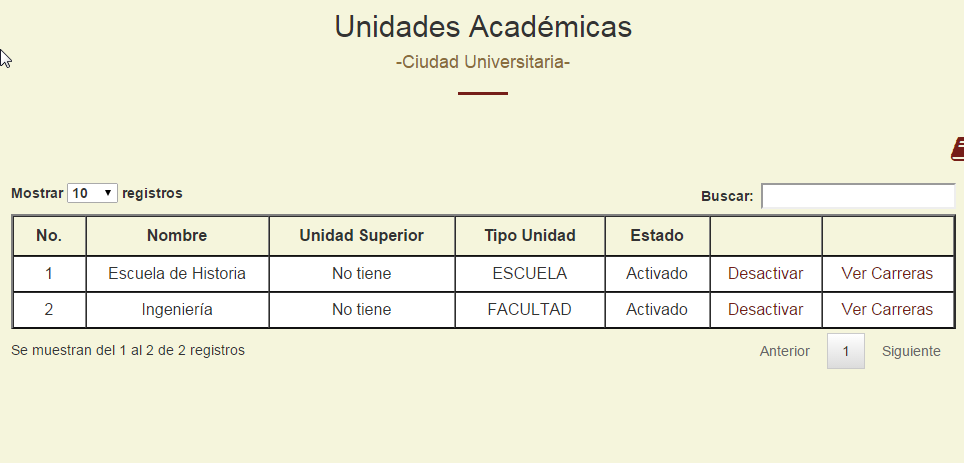 Unidades Académicas
-Ciudad Universitaria-
Mostrar 10 registros
Buscar:
No. Nombre Unidad Superior Tipo Unidad Estado
1 Escuela de Historia No tiene ESCUELA Activado Desactivar Ver Carreras
2 Ingeniería No tiene FACULTAD Activado Desactivar Ver Carreras
Se muestran del 1 al 2 de 2 registros
Anterior 1 Siguiente